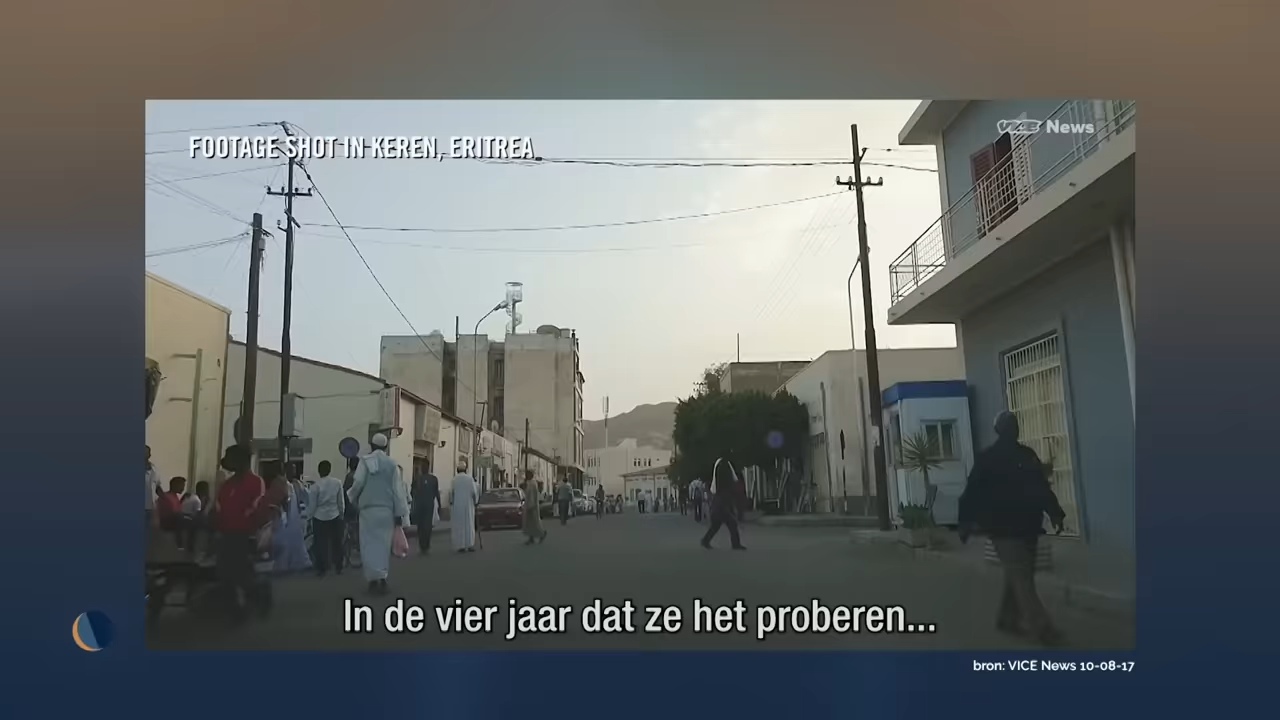 FOOTAGE SHOT IN KEREN, ERITREA
VICE News
In de vier jaar dat ze het proberen...
bron: VICE News 10-08-17